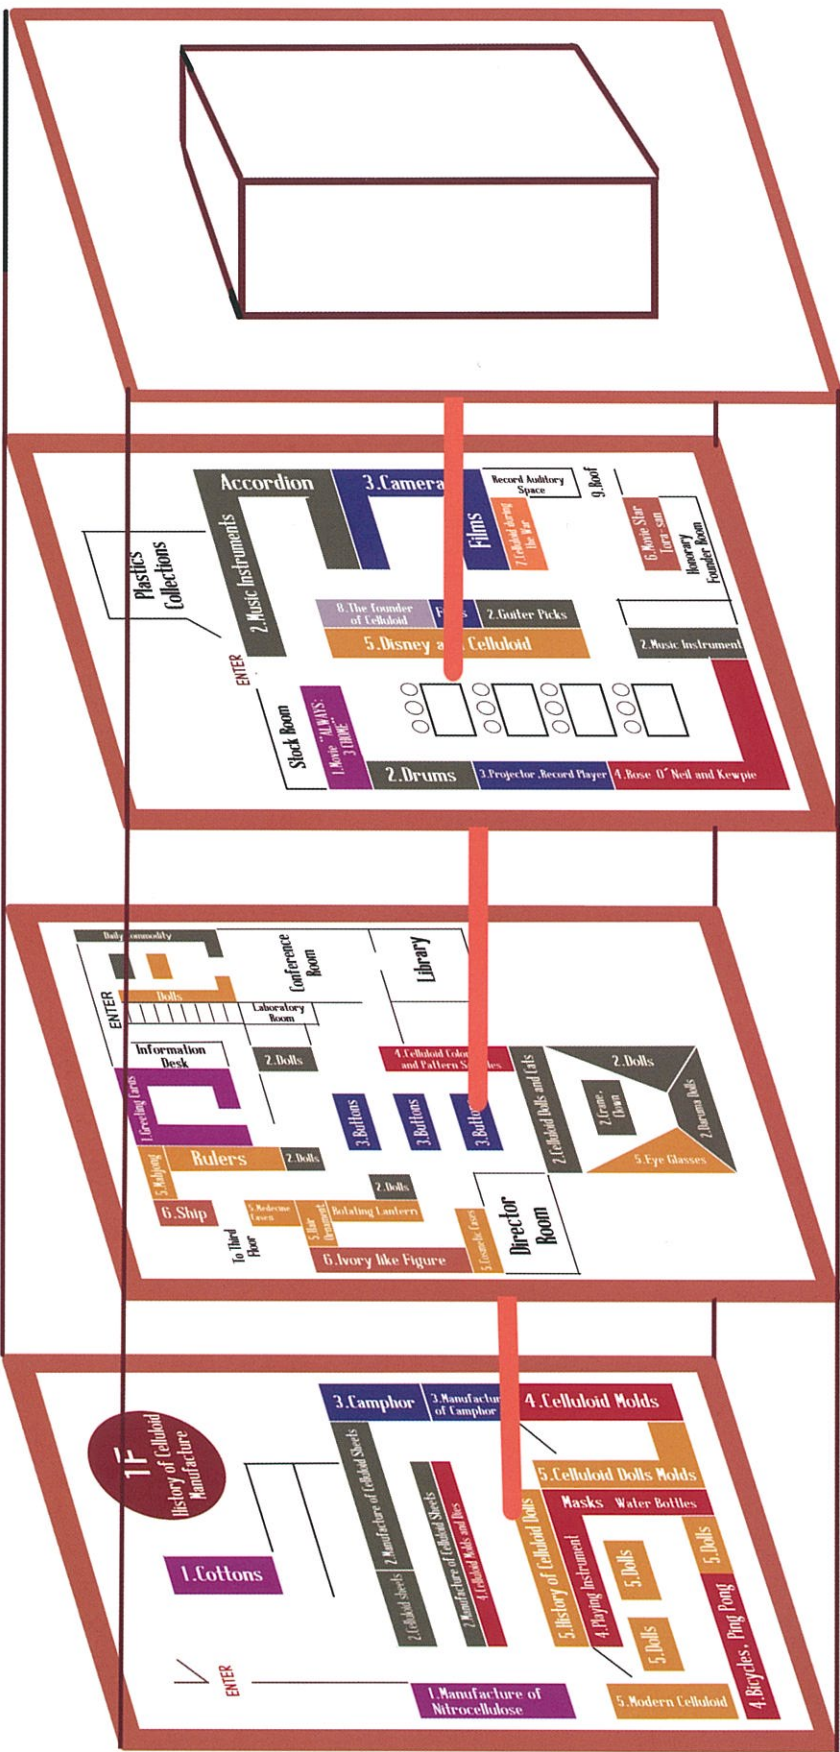 Accordion
3.Camera
Record Auditory
Space
9.Roof
Plastics
Collections
2.Music Instruments
Films
7.Celluloid during
the War
6.Movie Star
Tora-san
Honorary
Founder Room
8.The founder
of Celluloid
2.Guiter Picks
5.Disney a Celluloid
2.Music Instrument
ENTER
Stock Room
1.Movie "ALWAYS:
3 CHOME"
2.Drums
3.Projector ,Record Player
4.Rose O'Neil and Kewpie
Daily commodity
ENTER
Dolls
Conference
Room
Library
Laboratory
Room
Information
Desk
2.Dolls
4.Celluloid Color
and Pattern S les
1.Greeting Cards
3.Buttons
3.Buttons
3.Button
2.Celluloid Dolls and Cats
2.Dolls
2.Crane,
Clown
2.Daruma Dolls
5.Eye Glasses
5.Mahjong
Rulers
2.Dolls
2.Dolls
6.Ship
5.Medecine
Cases
5.Hair
Ornament
Rotating Lantern
To Third
Floor
6.Ivory like Figure
5.Cosmetic Cases
Director
Room
1F
History of Celluloid
Manufacture
3.Camphor
3.Manufactur
of Camphor
4.Celluloid Molds
2.Manufacture of Celluloid Sheets
5.Celluloid Dolls Molds
1.Cottons
2.Celluloid sheets
2.Manufacture of Celluloid Sheets
4.Celluloid Molds and Dies
5.History of Celluloid Dolls
4.Playing Instrument
Masks Water Bottles
5.Dolls
5.Dolls
5.Dolls
4.Bicycles, Ping Pong
ENTER
1.Manufacture of
Nitrocellulose
5.Modern Celluloid